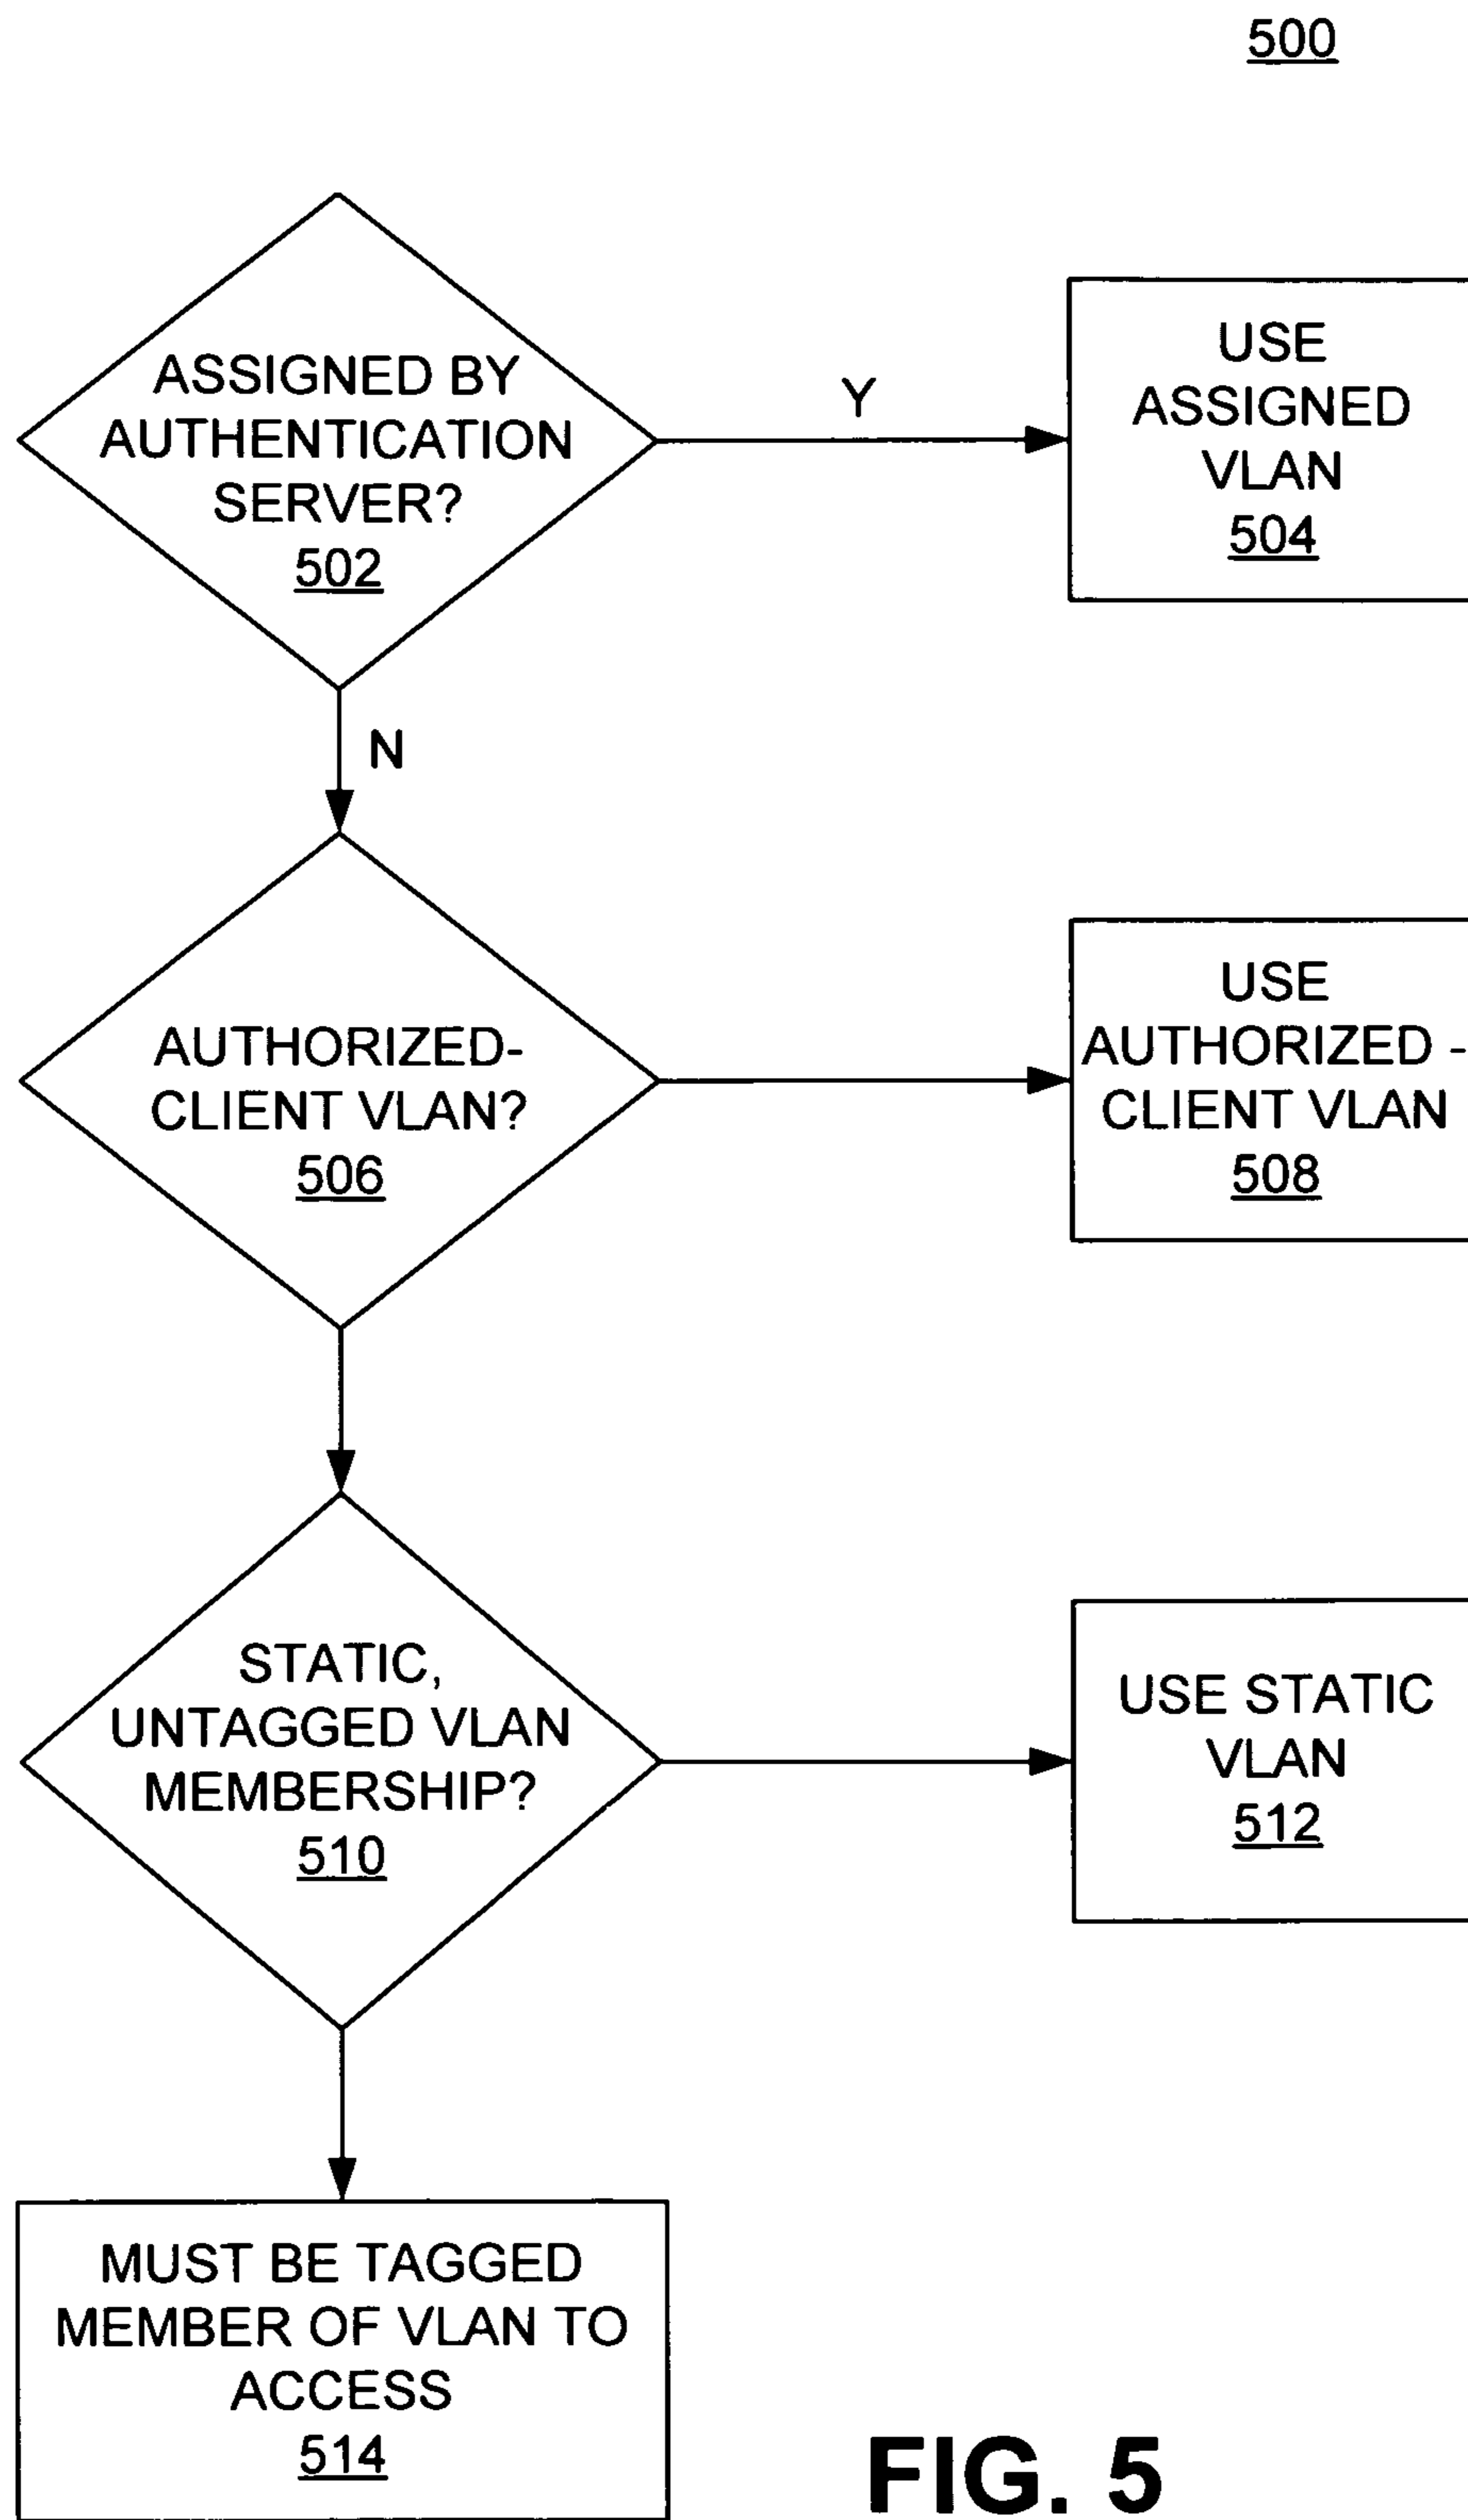 500
ASSIGNED BY
AUTHENTICATION
SERVER?
502
Y
USE
ASSIGNED
VLAN
504
N
AUTHORIZED-
CLIENT VLAN?
506
USE
AUTHORIZED -
CLIENT VLAN
508
STATIC,
UNTAGGED VLAN
MEMBERSHIP?
510
USE STATIC
VLAN
512
MUST BE TAGGED
MEMBER OF VLAN TO
ACCESS
514
FIG. 5